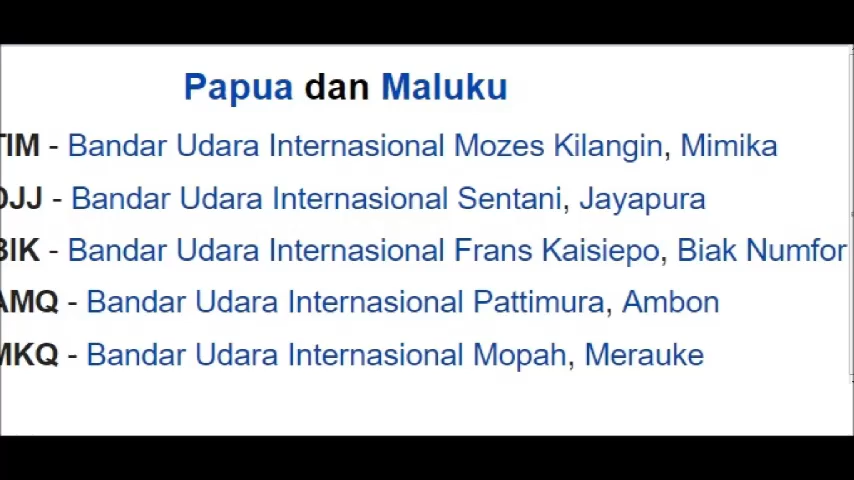 Papua dan Maluku
TIM - Bandar Udara Internasional Mozes Kilangin, Mimika
DJJ - Bandar Udara Internasional Sentani, Jayapura
BIK - Bandar Udara Internasional Frans Kaisiepo, Biak Numfor
AMQ - Bandar Udara Internasional Pattimura, Ambon
MKQ - Bandar Udara Internasional Mopah, Merauke